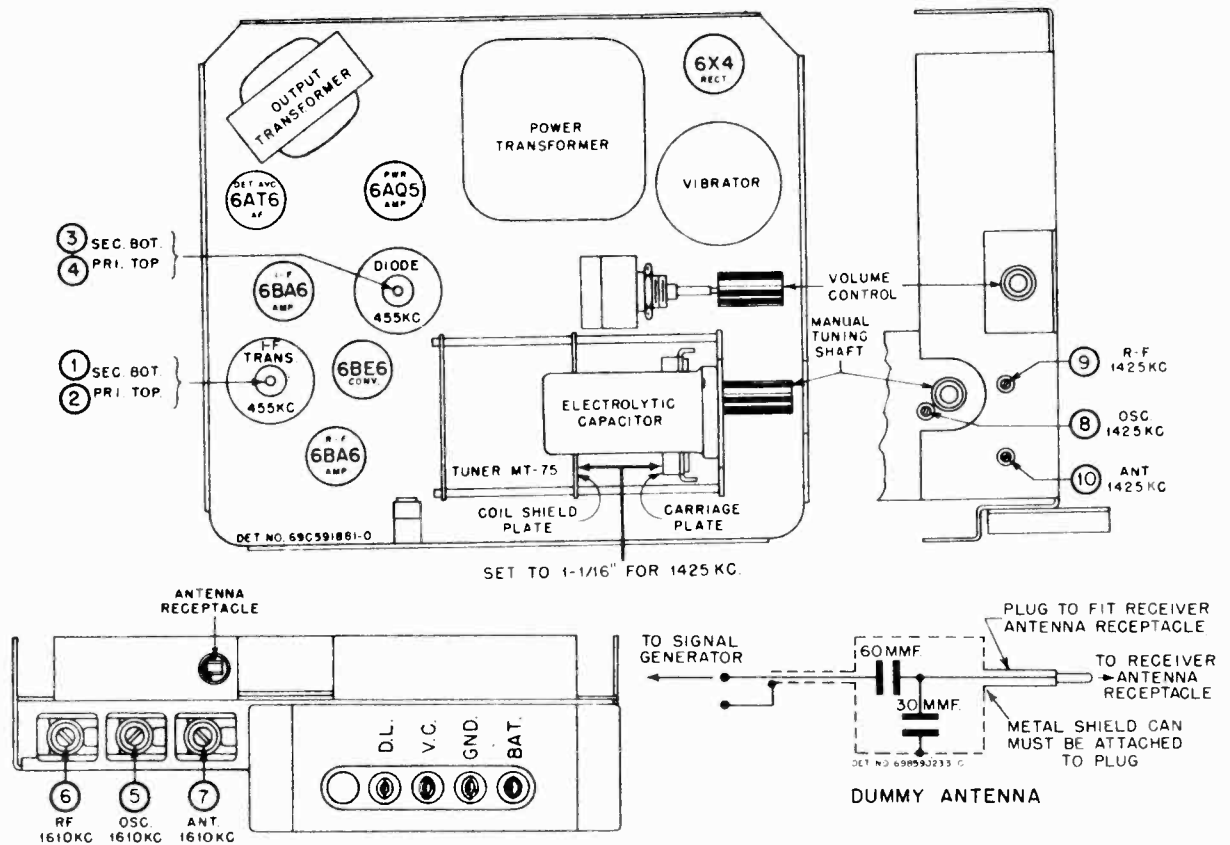 OUTPUT
TRANSFORMER
POWER
TRANSFORMER
6X4
RECT
VIBRATOR
DET AVC
6AT6
AF
PWR
6AQ5
AMP
3 SEC. BOT.
4 PRI. TOP
I-F
6BA6
AMP
DIODE
455KC
VOLUME
CONTROL
MANUAL
TUNING
SHAFT
1 SEC. BOT.
2 PRI. TOP.
I-F
TRANS.
455KC
6BE6
CONV.
ELECTROLYTIC
CAPACITOR
9 R-F
1425KC
8 OSC.
1425KC
10 ANT
1425KC
R-F
6BA6
AMP
TUNER MT-75
COIL SHIELD
PLATE
CARRIAGE
PLATE
DET NO. 69C591881-0
SET TO 1-1/16" FOR 1425 KC.
ANTENNA
RECEPTACLE
D.L.
V.C.
GND.
BAT.
6
RF
1610KC
5
OSC.
1610KC
7
ANT.
1610KC
TO SIGNAL
GENERATOR
60 MMF.
30 MMF.
PLUG TO FIT RECEIVER
ANTENNA RECEPTACLE
TO RECEIVER
ANTENNA
RECEPTACLE
METAL SHIELD CAN
MUST BE ATTACHED
TO PLUG
DET NO.
DUMMY ANTENNA